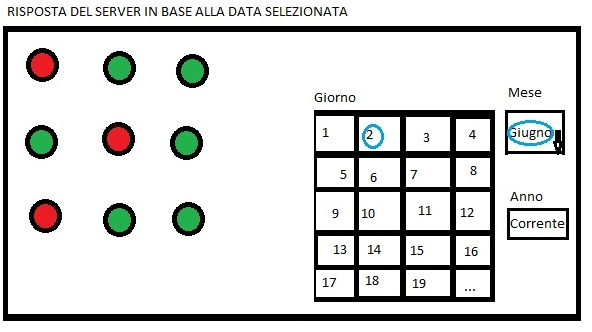 RISPOSTA DEL SERVER IN BASE ALLA DATA SELEZIONATA
Giorno
1 2 3 4
5 6 7 8
9 10 11 12
13 14 15 16
17 18 19 ...
Mese
Giugno
Anno
Corrente